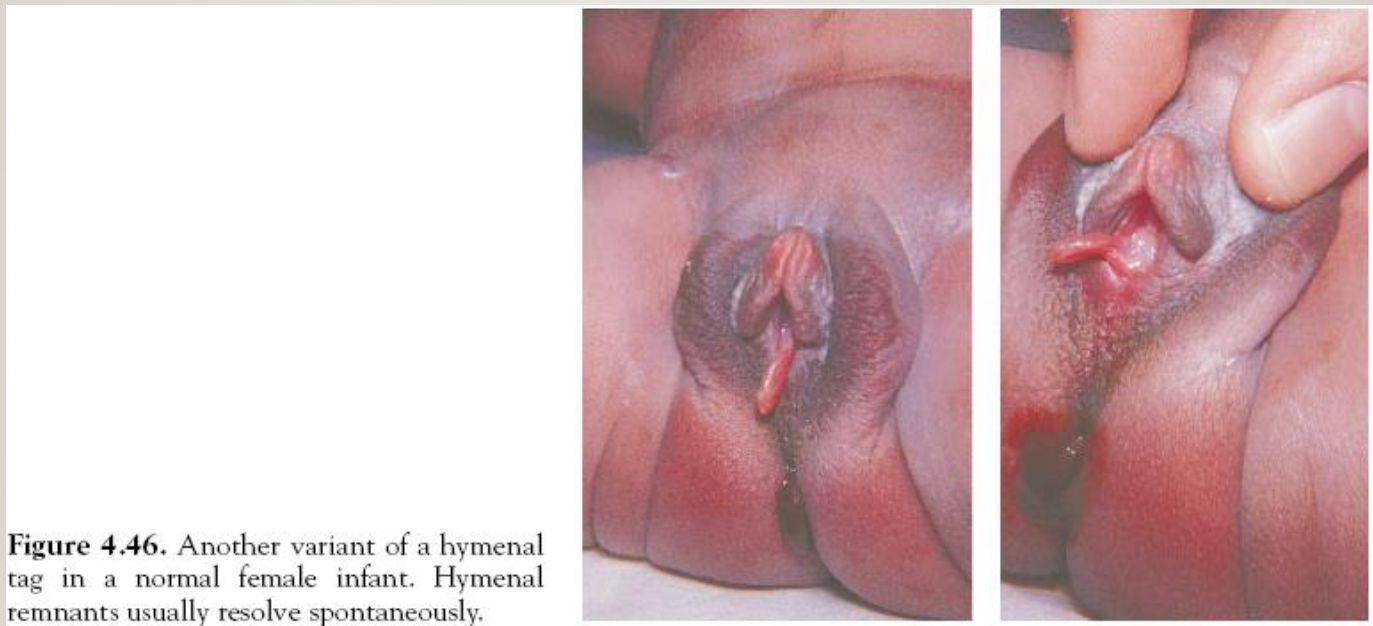 Figure 4.46. Another variant of a hymenal
tag in a normal female infant. Hymenal
remnants usually resolve spontaneously.